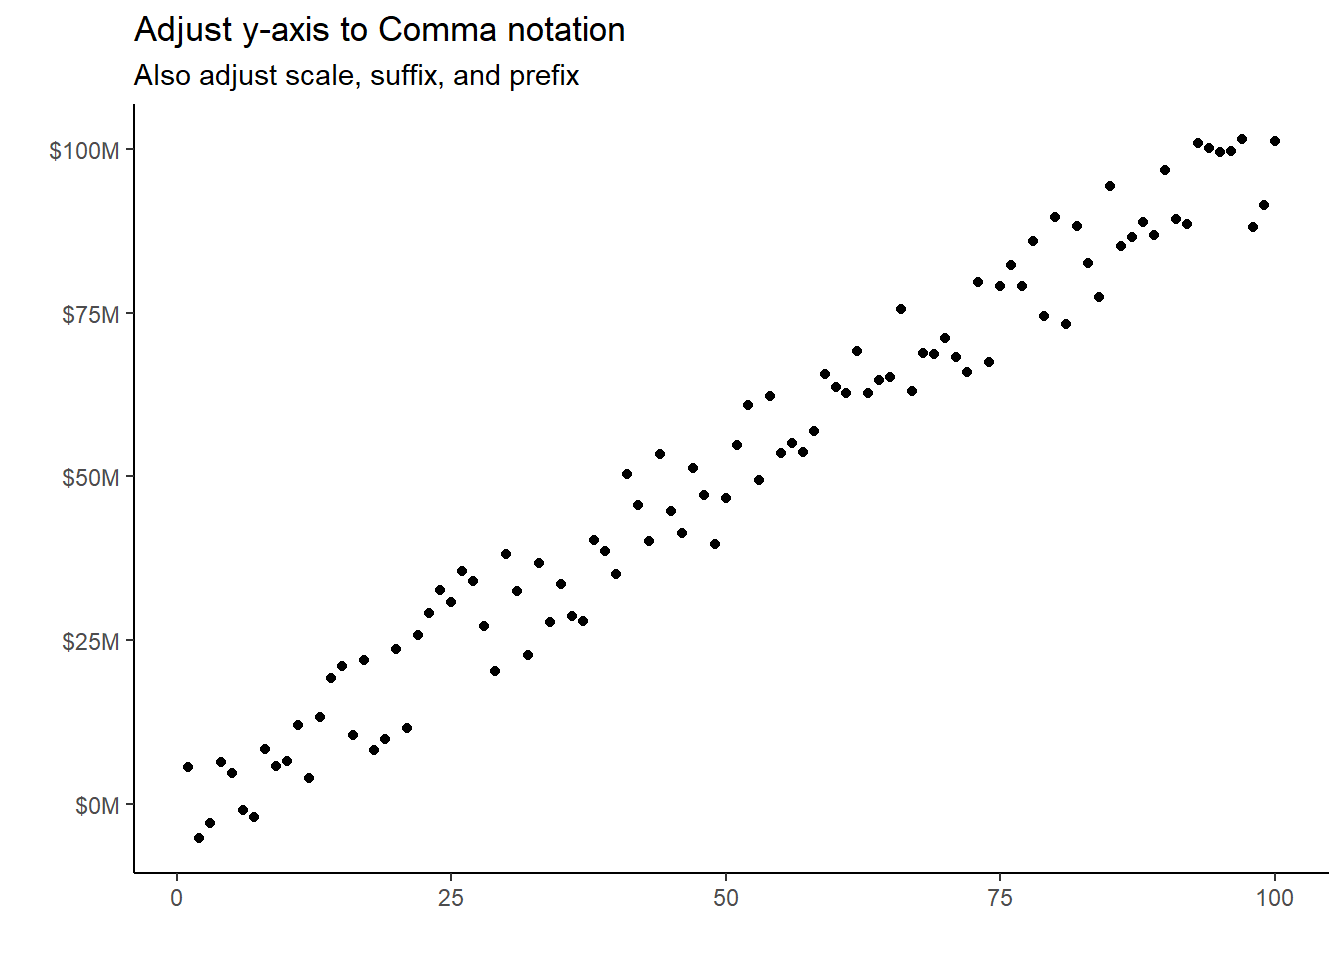 Adjust y-axis to Comma notation
Also adjust scale, suffix, and prefix
$100M
$75M
$50M
$25M
$0M
0 25 50 75 100